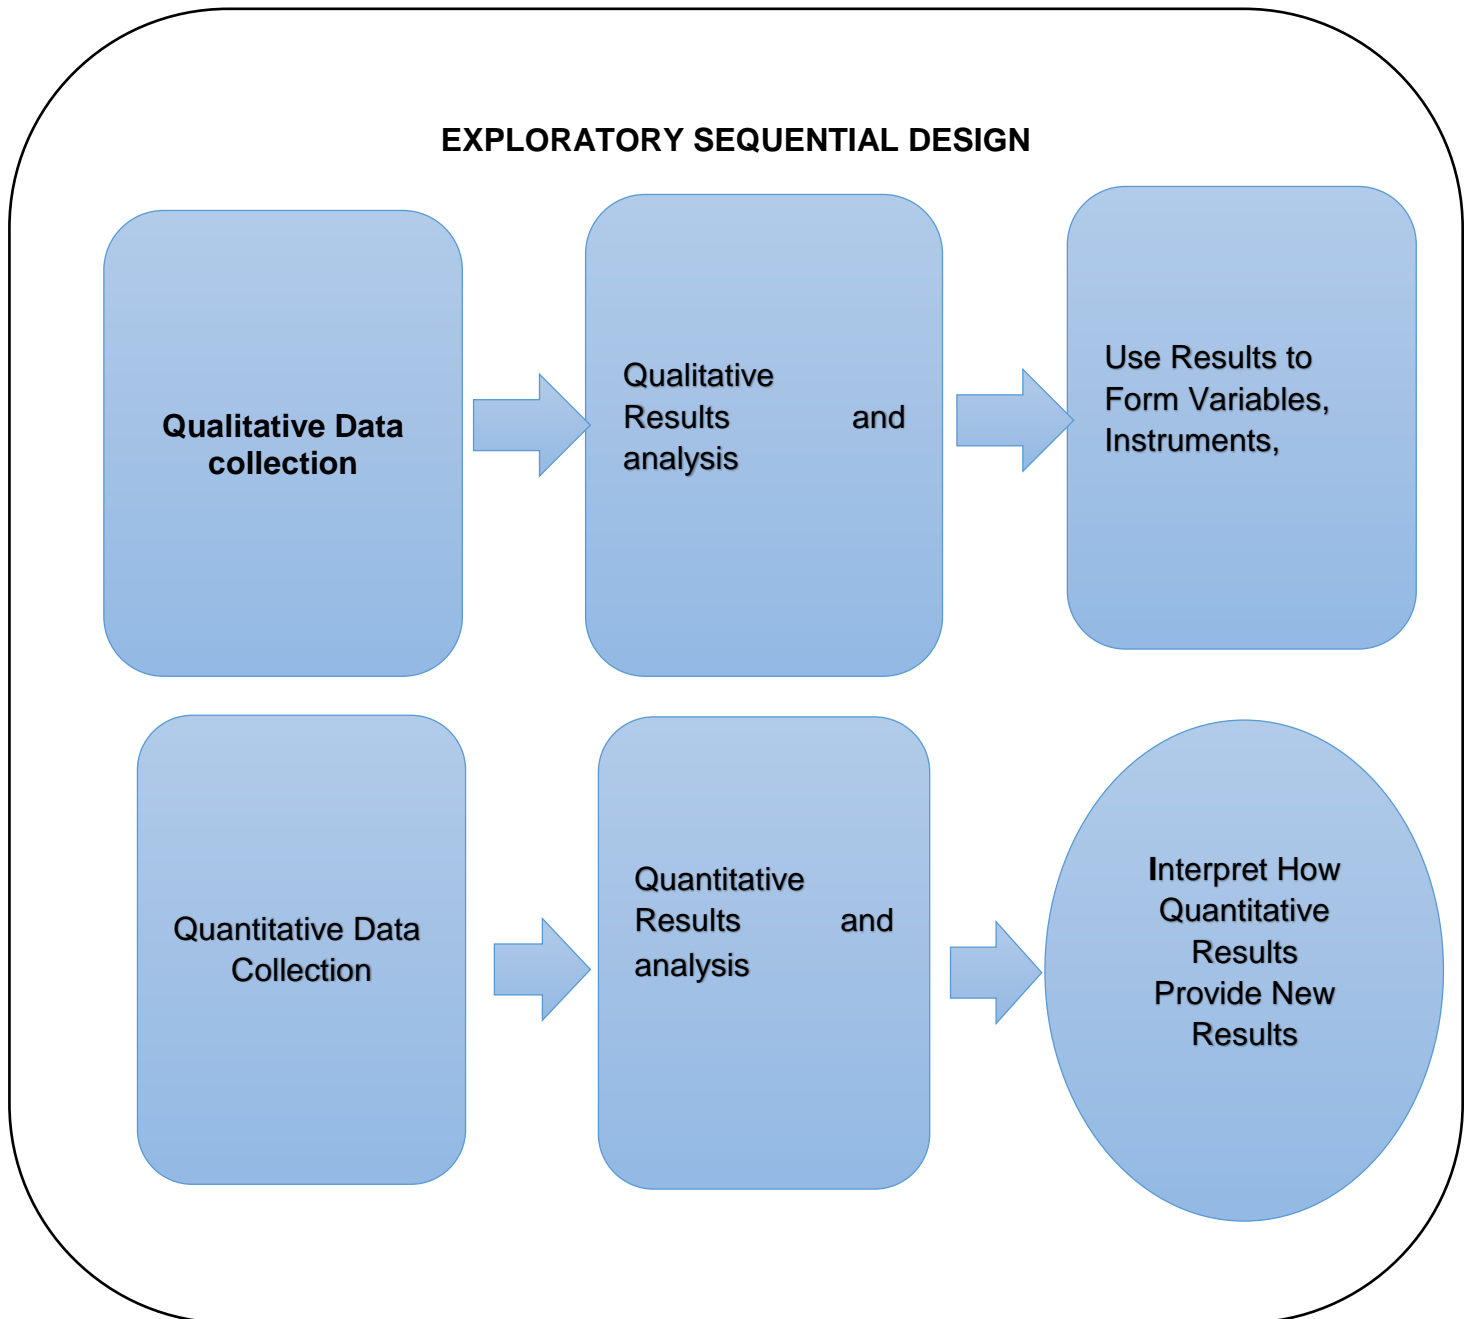 EXPLORATORY SEQUENTIAL DESIGN
Qualitative Data
collection
Qualitative
Results and
analysis
Use Results to
Form Variables,
Instruments,
Quantitative Data
Collection
Quantitative
Results and
analysis
Interpret How
Quantitative
Results
Provide New
Results